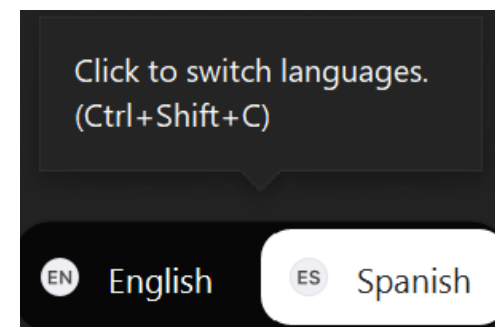 Click to switch languages.
(Ctrl+Shift+C)
EN English ES Spanish